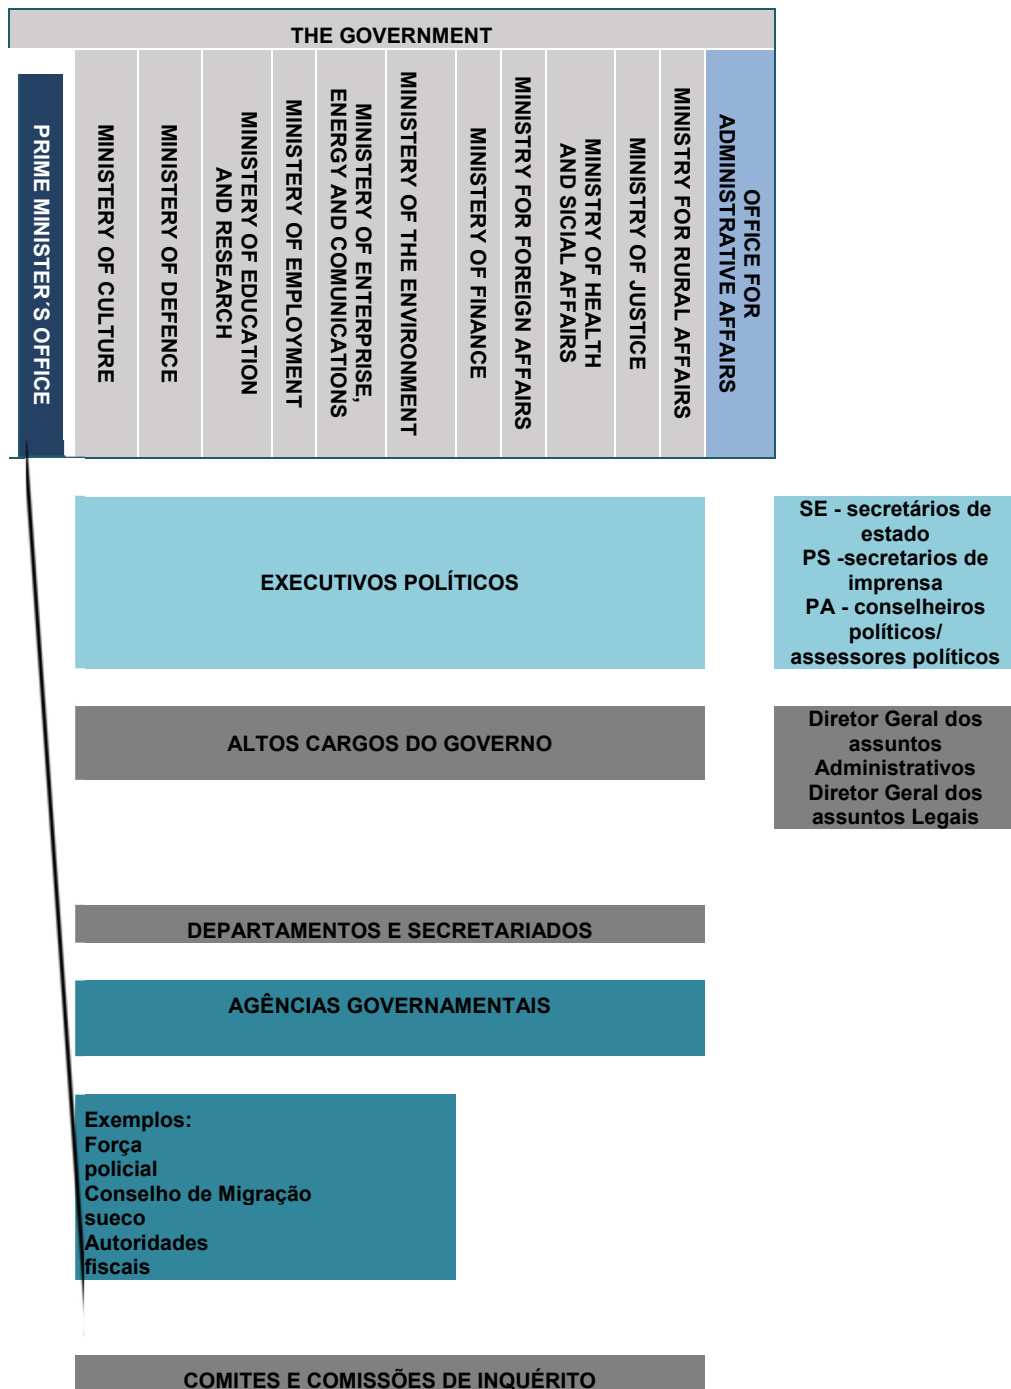 THE GOVERNMENT
PRIME MINISTER´S OFFICE
MINISTERY OF CULTURE
MINISTERY OF DEFENCE
MINISTERY OF EDUCATION
AND RESEARCH
MINISTERY OF EMPLOYMENT
MINISTERY OF ENTERPRISE,
ENERGY AND COMUNICATIONS
MINISTERY OF THE ENVIRONMENT
MINISTERY OF FINANCE
MINISTRY FOR FOREIGN AFFAIRS
MINISTRY OF HEALTH
AND SICIAL AFFAIRS
MINISTRY OF JUSTICE
MINISTRY FOR RURAL AFFAIRS
OFFICE FOR
ADMINISTRATIVE AFFAIRS
EXECUTIVOS POLÍTICOS
SE - secretários de
estado
PS -secretarios de
imprensa
PA - conselheiros
políticos/
assessores políticos
ALTOS CARGOS DO GOVERNO
Diretor Geral dos
assuntos
Administrativos
Diretor Geral dos
assuntos Legais
DEPARTAMENTOS E SECRETARIADOS
AGÊNCIAS GOVERNAMENTAIS
Exemplos:
Força
policial
Conselho de Migração
sueco
Autoridades
fiscais
COMITES E COMISSÕES DE INQUÉRITO